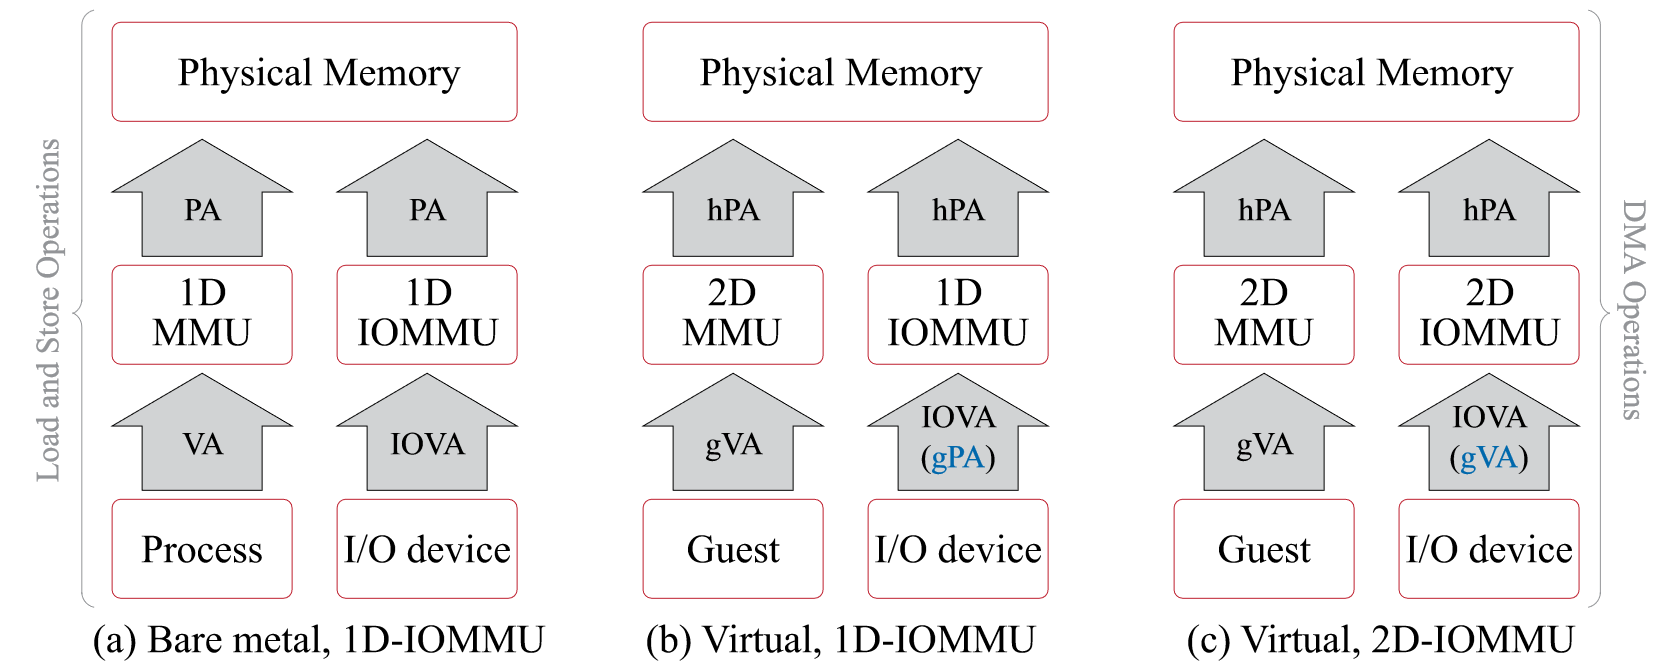 Load and Store Operations
Physical Memory
PA
PA
1D
MMU
1D
IOMMU
VA
IOVA
Process
I/O device
(a) Bare metal, 1D-IOMMU
Physical Memory
hPA
hPA
2D
MMU
1D
IOMMU
gVA
IOVA
(gPA)
Guest
I/O device
(b) Virtual, 1D-IOMMU
Physical Memory
hPA
hPA
2D
MMU
2D
IOMMU
gVA
IOVA
(gVA)
Guest
I/O device
(c) Virtual, 2D-IOMMU
DMA Operations